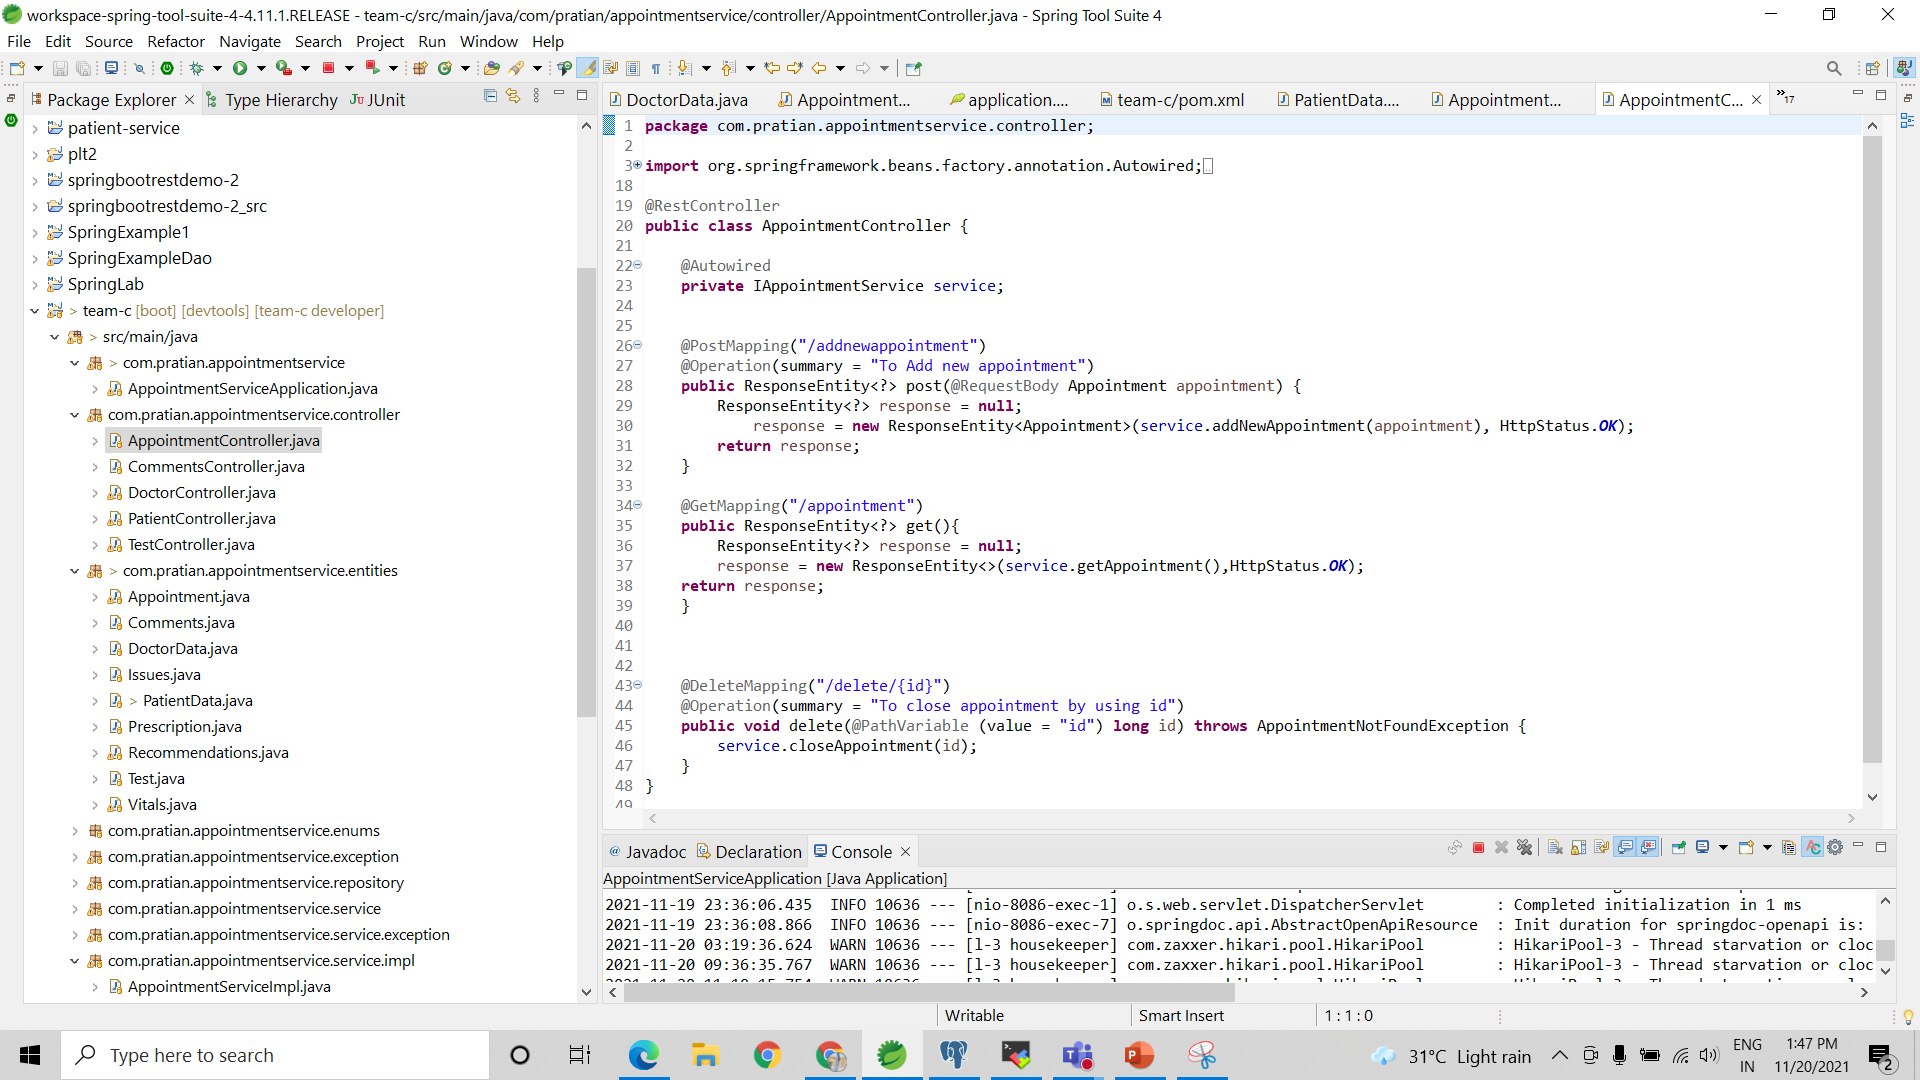 workspace-spring-tool-suite-4-4.11.1.RELEASE - team-c/src/main/java/com/pratian/appointmentservice/controller/AppointmentController.java - Spring Tool Suite 4
File Edit Source Refactor Navigate Search Project Run Window Help
Package Explorer Type Hierarchy JUnit
patient-service
plt2
springbootrestdemo-2
springbootrestdemo-2_src
SpringExample1
SpringExampleDao
SpringLab
> team-c [boot] [devtools] [team-c developer]
> src/main/java
> com.pratian.appointmentservice
AppointmentServiceApplication.java
com.pratian.appointmentservice.controller
AppointmentController.java
CommentsController.java
DoctorController.java
PatientController.java
TestController.java
> com.pratian.appointmentservice.entities
Appointment.java
Comments.java
DoctorData.java
Issues.java
> PatientData.java
Prescription.java
Recommendations.java
Test.java
Vitals.java
com.pratian.appointmentservice.enums
com.pratian.appointmentservice.exception
com.pratian.appointmentservice.repository
com.pratian.appointmentservice.service
com.pratian.appointmentservice.service.exception
com.pratian.appointmentservice.service.impl
AppointmentServiceImpl.java
DoctorData.java Appointment... application.... team-c/pom.xml PatientData.... Appointment... AppointmentC... »17
1 package com.pratian.appointmentservice.controller;
2
3 import org.springframework.beans.factory.annotation.Autowired;
18
19 @RestController
20 public class AppointmentController {
21
22 @Autowired
23 private IAppointmentService service;
24
25
26 @PostMapping("/addnewappointment")
27 @Operation(summary = "To Add new appointment")
28 public ResponseEntity<?> post(@RequestBody Appointment appointment) {
29 ResponseEntity<?> response = null;
30 response = new ResponseEntity<Appointment>(service.addNewAppointment(appointment), HttpStatus.OK);
31 return response;
32 }
33
34 @GetMapping("/appointment")
35 public ResponseEntity<?> get(){
36 ResponseEntity<?> response = null;
37 response = new ResponseEntity<>(service.getAppointment(),HttpStatus.OK);
38 return response;
39 }
40
41
42
43 @DeleteMapping("/delete/{id}")
44 @Operation(summary = "To close appointment by using id")
45 public void delete(@PathVariable (value = "id") long id) throws AppointmentNotFoundException {
46 service.closeAppointment(id);
47 }
48 }
49
@ Javadoc Declaration Console
AppointmentServiceApplication [Java Application]
2021-11-19 23:36:06.435 INFO 10636 --- [nio-8086-exec-1] o.s.web.servlet.DispatcherServlet : Completed initialization in 1 ms
2021-11-19 23:36:08.866 INFO 10636 --- [nio-8086-exec-7] o.springdoc.api.AbstractOpenApiResource : Init duration for springdoc-openapi is:
2021-11-20 03:19:36.624 WARN 10636 --- [l-3 housekeeper] com.zaxxer.hikari.pool.HikariPool : HikariPool-3 - Thread starvation or cloc
2021-11-20 09:36:35.767 WARN 10636 --- [l-3 housekeeper] com.zaxxer.hikari.pool.HikariPool : HikariPool-3 - Thread starvation or cloc
Writable Smart Insert 1 : 1 : 0
Type here to search
31°C Light rain
ENG
IN
1:47 PM
11/20/2021
2